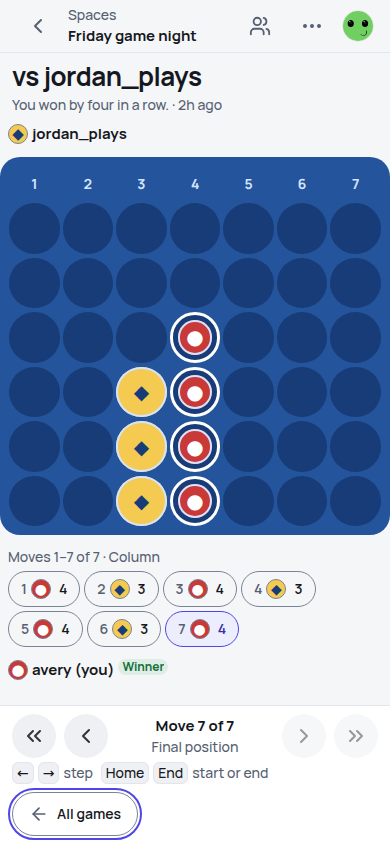 Spaces
Friday game night
vs jordan_plays
You won by four in a row. · 2h ago
jordan_plays
1 2 3 4 5 6 7
Moves 1–7 of 7 · Column
1 4 2 3 3 4 4 3
5 4 6 3 7 4
avery (you) Winner
Move 7 of 7
Final position
← → step Home End start or end
← All games